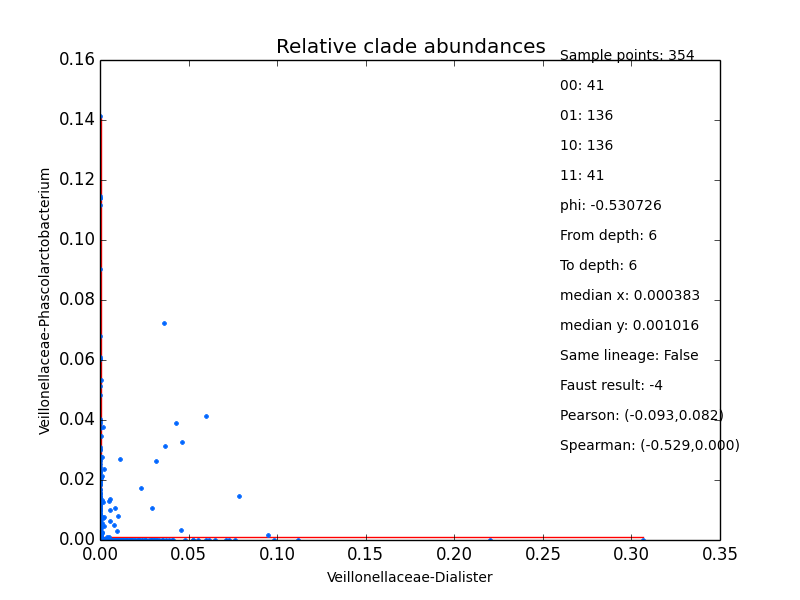 Relative clade abundances
Sample points: 354
00: 41
01: 136
10: 136
11: 41
phi: -0.530726
From depth: 6
To depth: 6
median x: 0.000383
median y: 0.001016
Same lineage: False
Faust result: -4
Pearson: (-0.093,0.082)
Spearman: (-0.529,0.000)
Veillonellaceae-Phascolarctobacterium
0.16
0.14
0.12
0.10
0.08
0.06
0.04
0.02
0.00
0.00 0.05 0.10 0.15 0.20 0.25 0.30 0.35
Veillonellaceae-Dialister